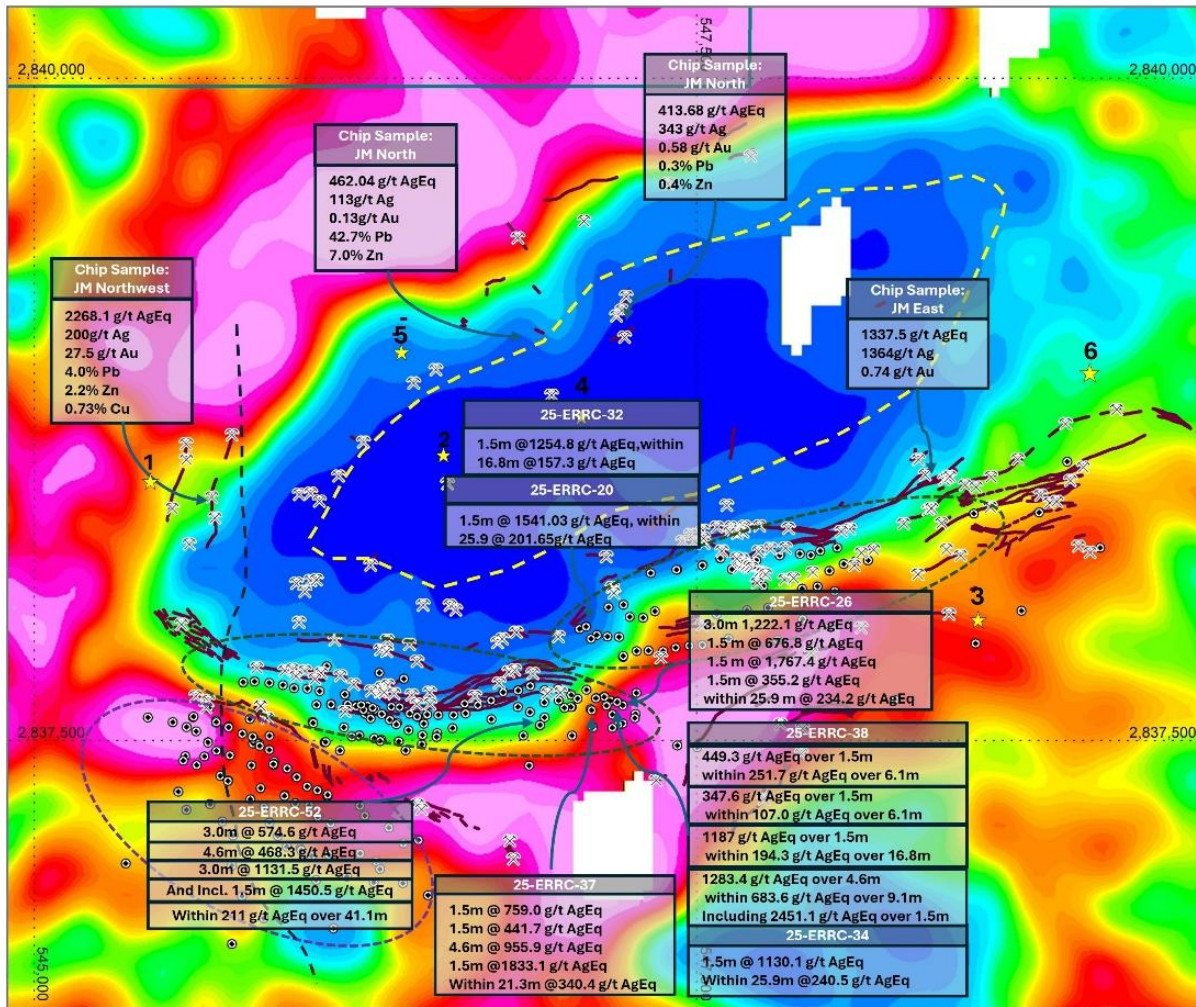 2,840,000
547,50
2,840,000
Chip Sample:
JM North
413.68 g/t AgEq
343 g/t Ag
0.58 g/t Au
0.3% Pb
0.4% Zn
Chip Sample:
JM North
462.04 g/t AgEq
113g/t Ag
0.13g/t Au
42.7% Pb
7.0% Zn
Chip Sample:
JM Northwest
2268.1 g/t AgEq
200g/t Ag
27.5 g/t Au
4.0% Pb
2.2% Zn
0.73% Cu
Chip Sample:
JM East
1337.5 g/t AgEq
1364g/t Ag
0.74 g/t Au
5
6
4
2
1
3
25-ERRC-32
1.5m @1254.8 g/t AgEq,within
16.8m @157.3 g/t AgEq
25-ERRC-20
1.5m @ 1541.03 g/t AgEq, within
25.9 @ 201.65g/t AgEq
25-ERRC-26
3.0m 1,222.1 g/t AgEq
1.5 m @ 676.8 g/t AgEq
1.5 m @ 1,767.4 g/t AgEq
1.5m @ 355.2 g/t AgEq
within 25.9 m @ 234.2 g/t AgEq
2,837,500
2,837,500
25-ERRC-38
449.3 g/t AgEq over 1.5m
within 251.7 g/t AgEq over 6.1m
347.6 g/t AgEq over 1.5m
within 107.0 g/t AgEq over 6.1m
1187 g/t AgEq over 1.5m
within 194.3 g/t AgEq over 16.8m
1283.4 g/t AgEq over 4.6m
within 683.6 g/t AgEq over 9.1m
Including 2451.1 g/t AgEq over 1.5m
25-ERRC-34
1.5m @ 1130.1 g/t AgEq
Within 25.9m @240.5 g/t AgEq
25-ERRC-52
3.0m @ 574.6 g/t AgEq
4.6m @ 468.3 g/t AgEq
3.0m @ 1131.5 g/t AgEq
And Incl. 1.5m @ 1450.5 g/t AgEq
Within 211 g/t AgEq over 41.1m
25-ERRC-37
1.5m @ 759.0 g/t AgEq
1.5m @ 441.7 g/t AgEq
4.6m @ 955.9 g/t AgEq
1.5m @1833.1 g/t AgEq
Within 21.3m @340.4 g/t AgEq
545,000